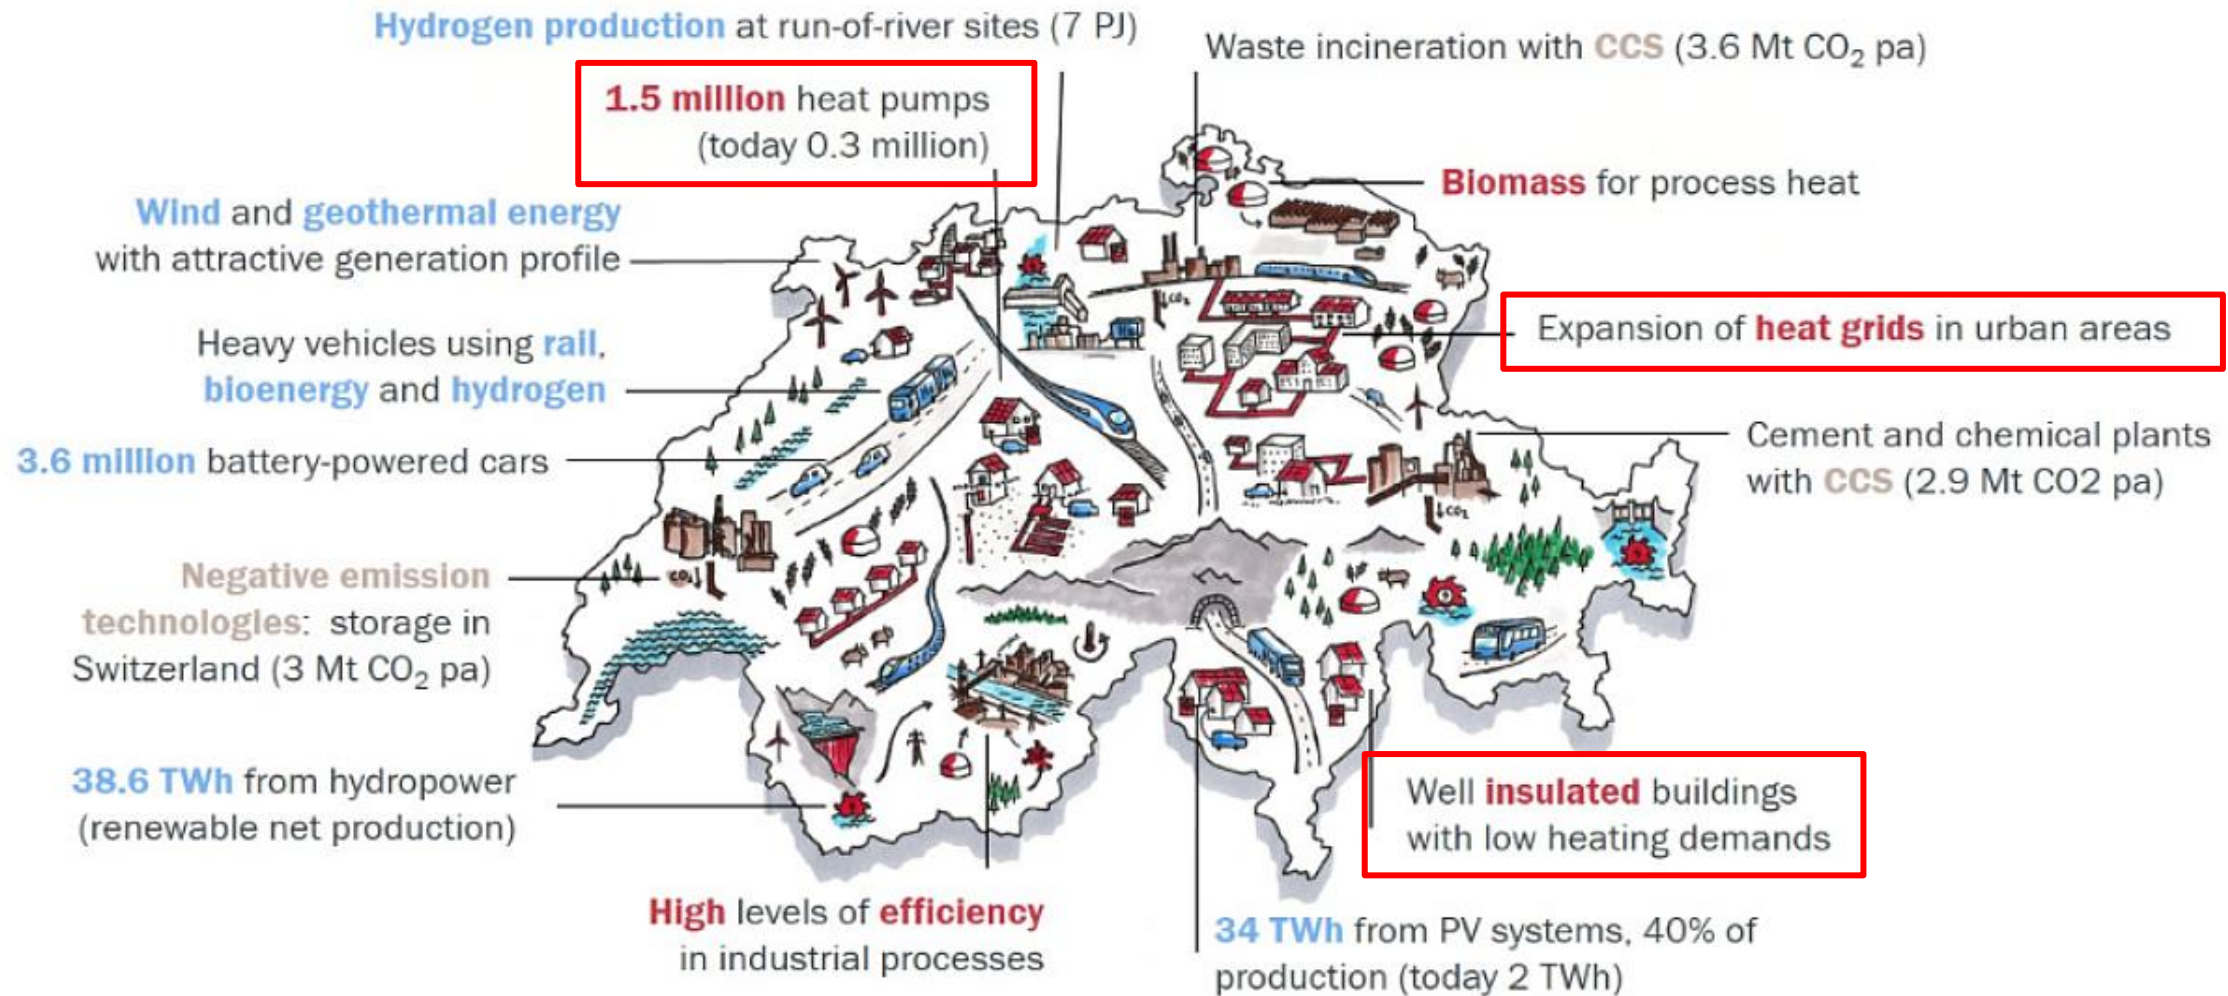 Hydrogen production at run-of-river sites (7 PJ)
Waste incineration with CCS (3.6 Mt CO₂ pa)
1.5 million heat pumps
(today 0.3 million)
Biomass for process heat
Wind and geothermal energy
with attractive generation profile
Expansion of heat grids in urban areas
Heavy vehicles using rail,
bioenergy and hydrogen
Cement and chemical plants
with CCS (2.9 Mt CO2 pa)
3.6 million battery-powered cars
Negative emission
technologies: storage in
Switzerland (3 Mt CO₂ pa)
38.6 TWh from hydropower
(renewable net production)
Well insulated buildings
with low heating demands
High levels of efficiency
in industrial processes
34 TWh from PV systems, 40% of
production (today 2 TWh)
CO₂
CO₂
CO₂